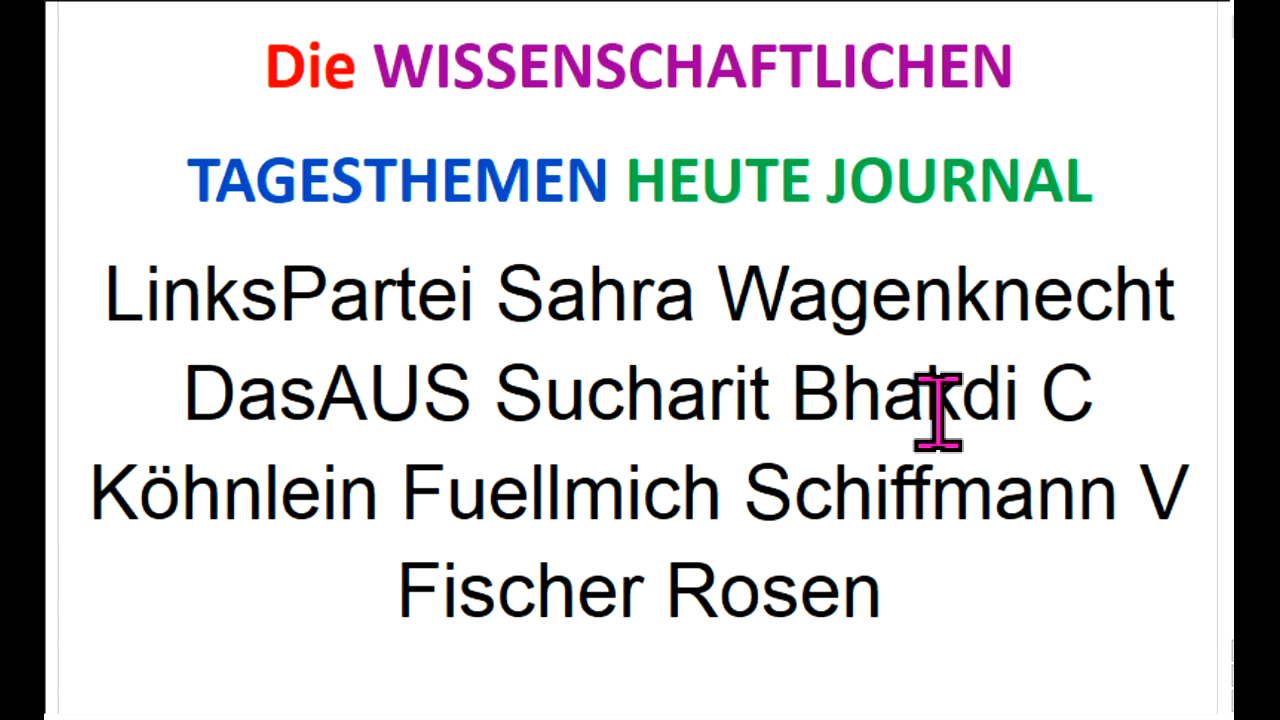 Die WISSENSCHAFTLICHEN
TAGESTHEMEN HEUTE JOURNAL
LinksPartei Sahra Wagenknecht
DasAUS Sucharit Bhakdi C
Köhnlein Fuellmich Schiffmann V
Fischer Rosen